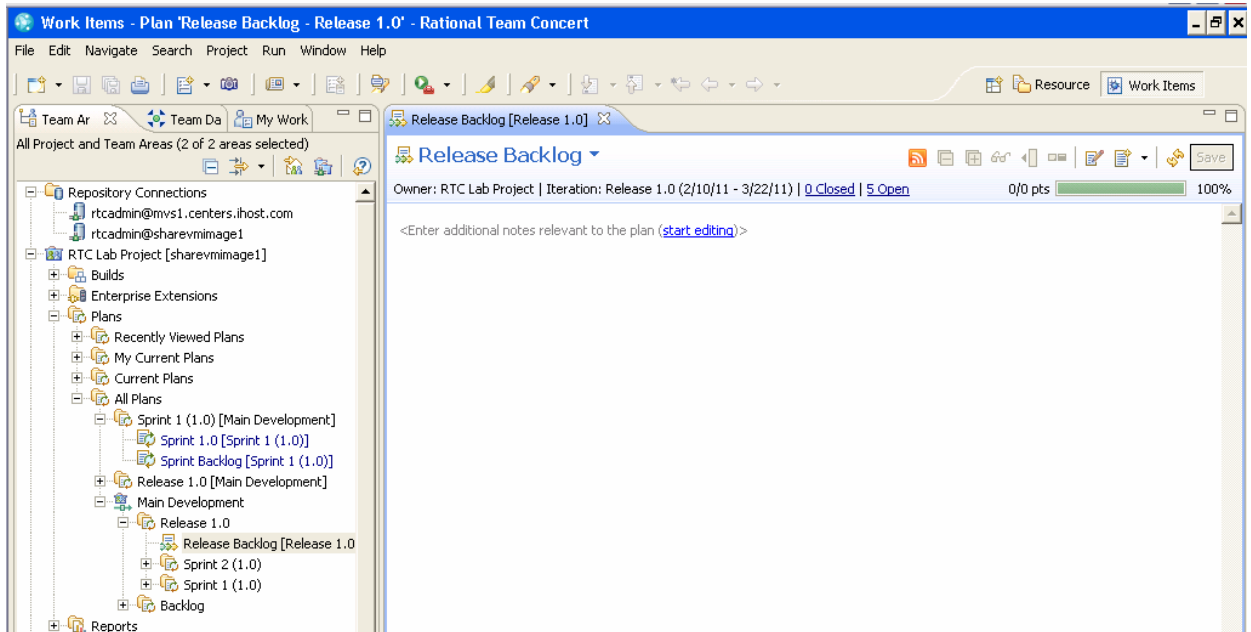 Work Items - Plan 'Release Backlog - Release 1.0' - Rational Team Concert
File Edit Navigate Search Project Run Window Help
Resource Work Items
Team Ar Team Da My Work
All Project and Team Areas (2 of 2 areas selected)
Repository Connections
rtcadmin@mvs1.centers.ihost.com
rtcadmin@sharevmimage1
RTC Lab Project [sharevmimage1]
Builds
Enterprise Extensions
Plans
Recently Viewed Plans
My Current Plans
Current Plans
All Plans
Sprint 1 (1.0) [Main Development]
Sprint 1.0 [Sprint 1 (1.0)]
Sprint Backlog [Sprint 1 (1.0)]
Release 1.0 [Main Development]
Main Development
Release 1.0
Release Backlog [Release 1.0
Sprint 2 (1.0)
Sprint 1 (1.0)
Backlog
Reports
Release Backlog [Release 1.0]
Release Backlog
Save
Owner: RTC Lab Project | Iteration: Release 1.0 (2/10/11 - 3/22/11) | 0 Closed | 5 Open 0/0 pts 100%
<Enter additional notes relevant to the plan (start editing)>